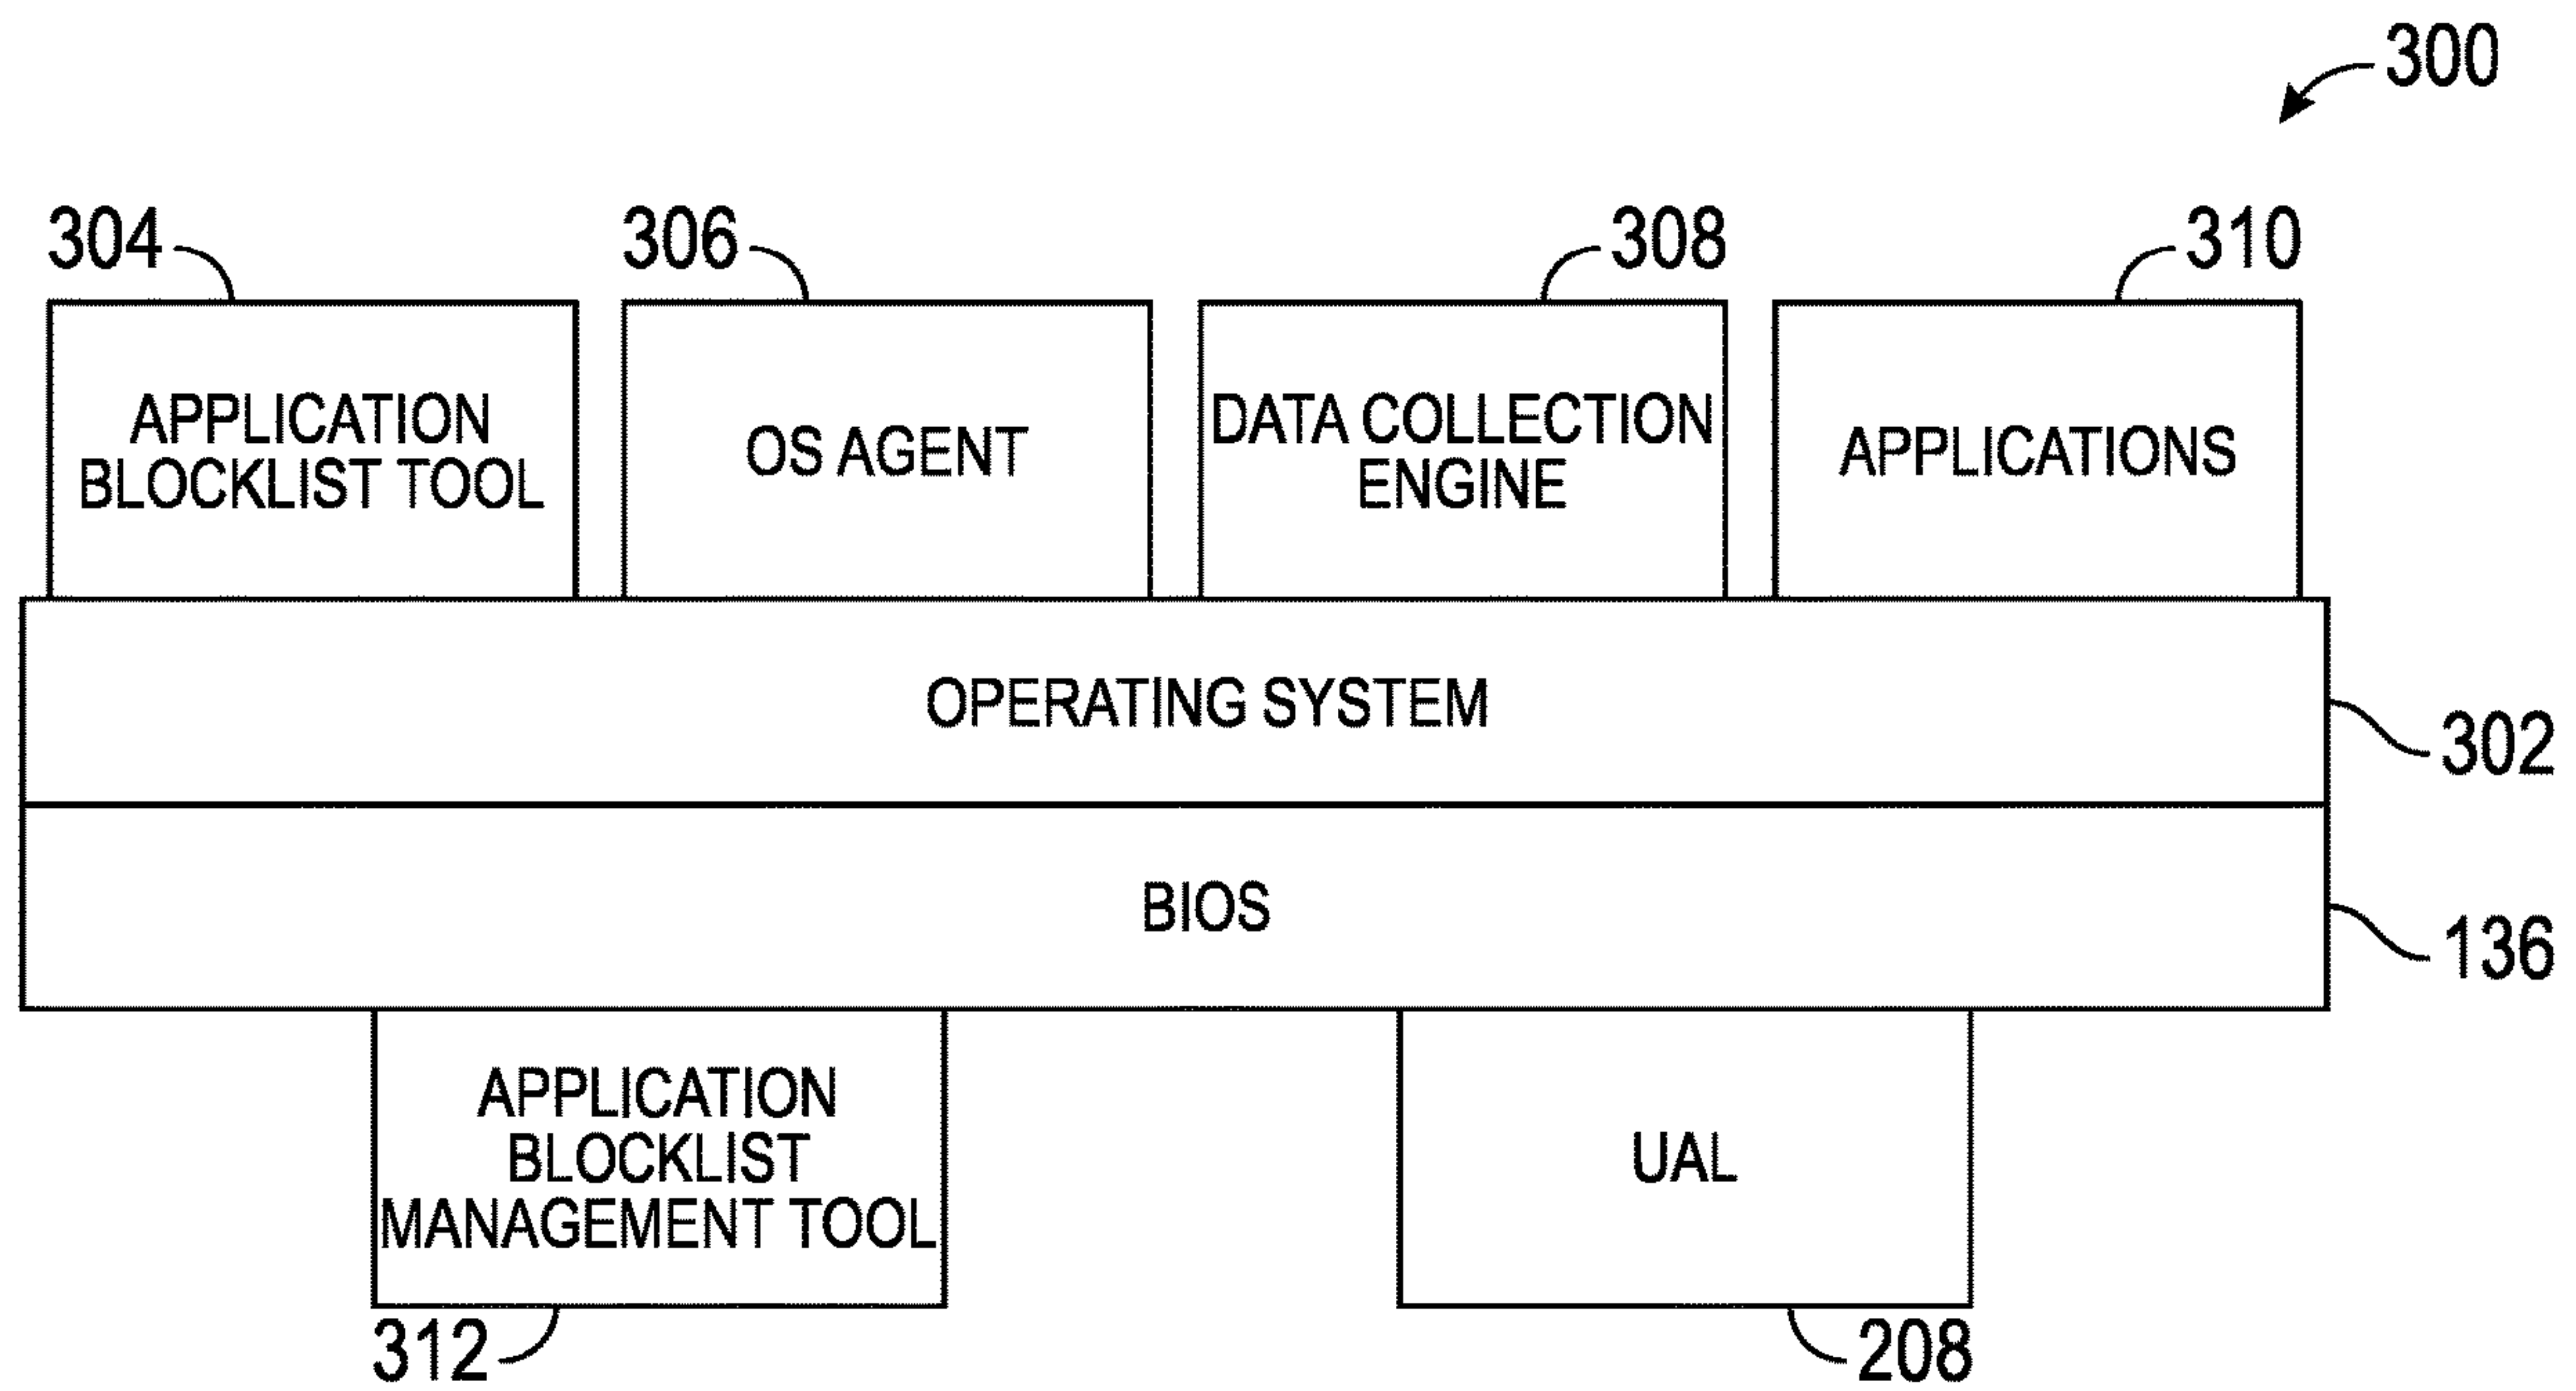 300
304
306
308
310
APPLICATION
BLOCKLIST TOOL
OS AGENT
DATA COLLECTION
ENGINE
APPLICATIONS
OPERATING SYSTEM
302
BIOS
136
APPLICATION
BLOCKLIST
MANAGEMENT TOOL
UAL
312
208